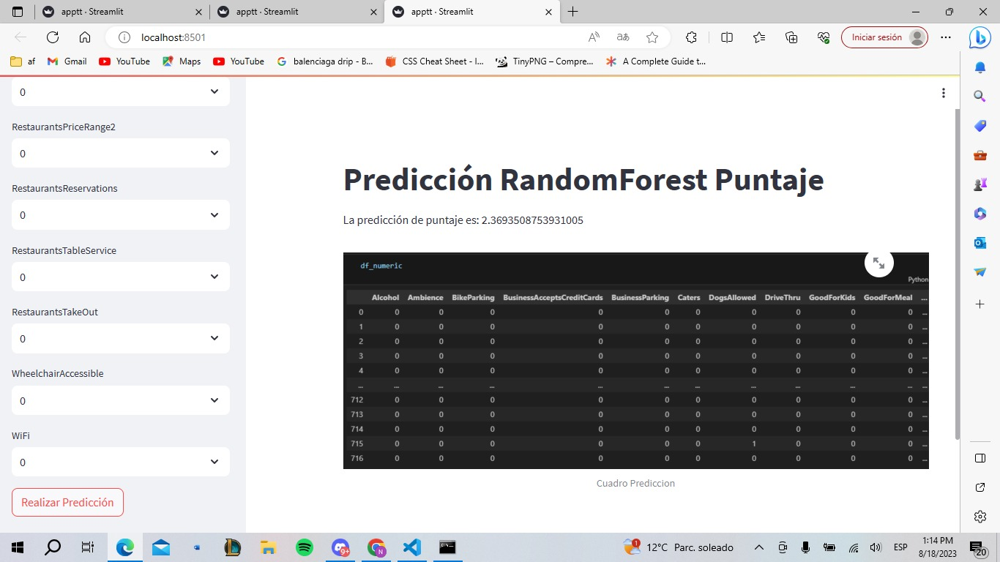 apptt · Streamlit
apptt · Streamlit
apptt · Streamlit
localhost:8501
A
aあ
Iniciar sesión
af
Gmail
YouTube
Maps
YouTube
balenciaga drip - B...
CSS Cheat Sheet - I...
TinyPNG – Compre...
A Complete Guide t...
0
RestaurantsPriceRange2
0
RestaurantsReservations
0
RestaurantsTableService
0
RestaurantsTakeOut
0
WheelchairAccessible
0
WiFi
0
Realizar Predicción
Predicción RandomForest Puntaje
La predicción de puntaje es: 2.3693508753931005
df_numeric
Python
Alcohol Ambience BikeParking BusinessAcceptsCreditCards BusinessParking Caters DogsAllowed DriveThru GoodForKids GoodForMeal ...
0 0 0 0 0 0 0 0 0 0 0 ...
1 0 0 0 0 0 0 0 0 0 0 ...
2 0 0 0 0 0 0 0 0 0 0 ...
3 0 0 0 0 0 0 0 0 0 0 ...
4 0 0 0 0 0 0 0 0 0 0 ...
... ... ... ... ... ... ... ... ... ... ... ...
712 0 0 0 0 0 0 0 0 0 0 ...
713 0 0 0 0 0 0 0 0 0 0 ...
714 0 0 0 0 0 0 0 0 0 0 ...
715 0 0 0 0 0 0 1 0 0 0 ...
716 0 0 0 0 0 0 0 0 0 0 ...
Cuadro Prediccion
9+
N
1
12°C Parc. soleado
ESP
1:14 PM
8/18/2023
20